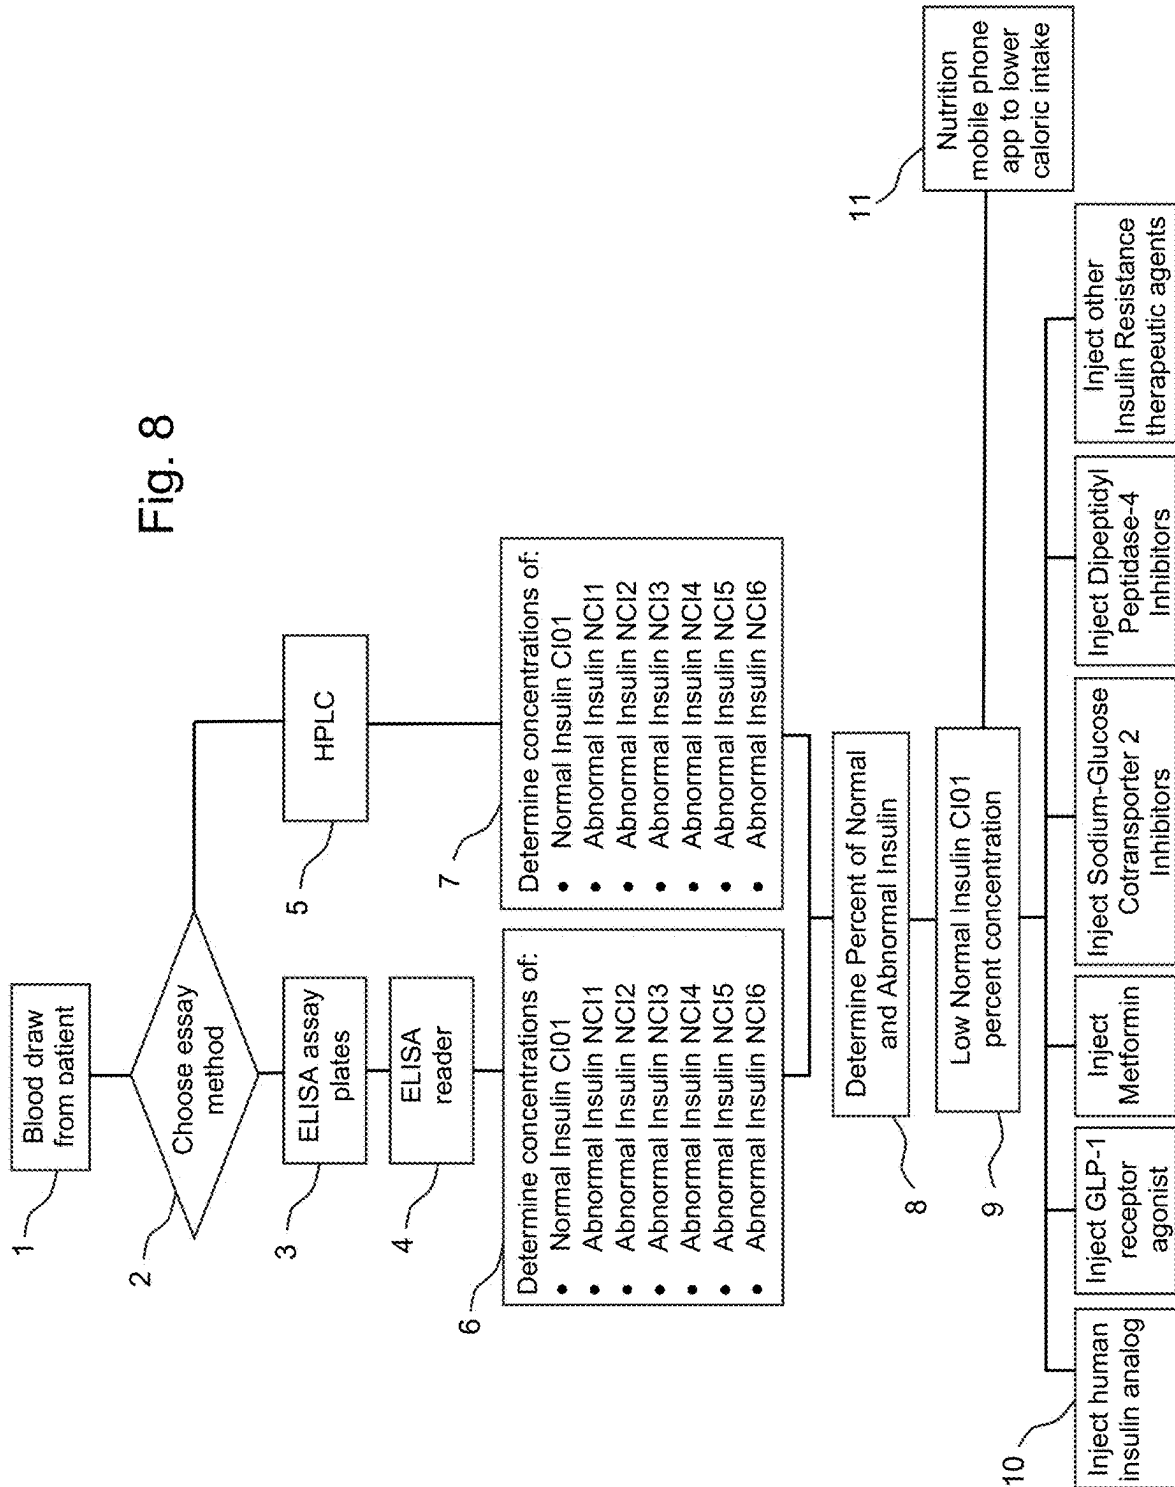 Fig. 8
1
Blood draw
from patient
2
Choose essay
method
3
ELISA assay
plates
4
ELISA
reader
5
HPLC
6
Determine concentrations of:
• Normal Insulin CI01
• Abnormal Insulin NCI1
• Abnormal Insulin NCI2
• Abnormal Insulin NCI3
• Abnormal Insulin NCI4
• Abnormal Insulin NCI5
• Abnormal Insulin NCI6
7
Determine concentrations of:
• Normal Insulin CI01
• Abnormal Insulin NCI1
• Abnormal Insulin NCI2
• Abnormal Insulin NCI3
• Abnormal Insulin NCI4
• Abnormal Insulin NCI5
• Abnormal Insulin NCI6
8
Determine Percent of Normal
and Abnormal Insulin
9
Low Normal Insulin CI01
percent concentration
10
Inject human
insulin analog
Inject GLP-1
receptor
agonist
Inject
Metformin
Inject Sodium-Glucose
Cotransporter 2
Inhibitors
Inject Dipeptidyl
Peptidase-4
Inhibitors
Inject other
Insulin Resistance
therapeutic agents
11
Nutrition
mobile phone
app to lower
caloric intake